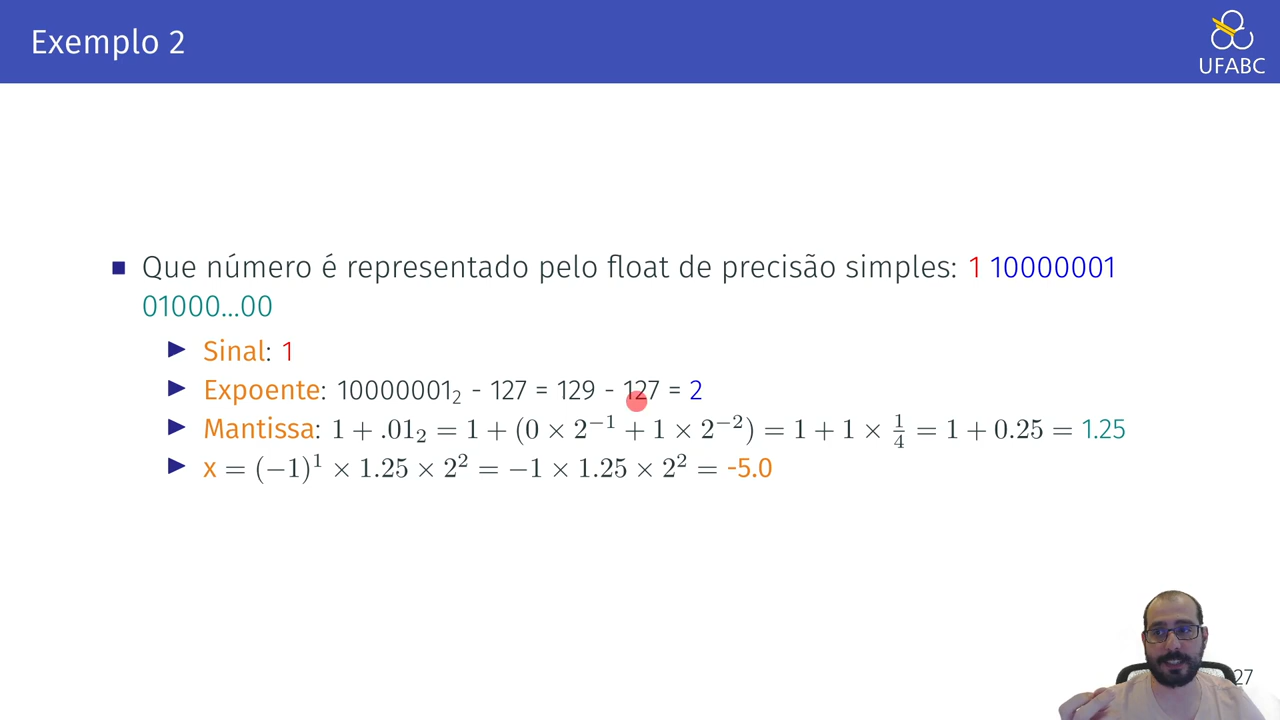 Exemplo 2
UFABC
Que número é representado pelo float de precisão simples: 1 10000001
01000...00
Sinal: 1
Expoente: 10000001₂ - 127 = 129 - 127 = 2
Mantissa: 1 + .01₂ = 1 + (0 × 2⁻¹ + 1 × 2⁻²) = 1 + 1 × 1/4 = 1 + 0.25 = 1.25
x = (−1)¹ × 1.25 × 2² = −1 × 1.25 × 2² = -5.0
27